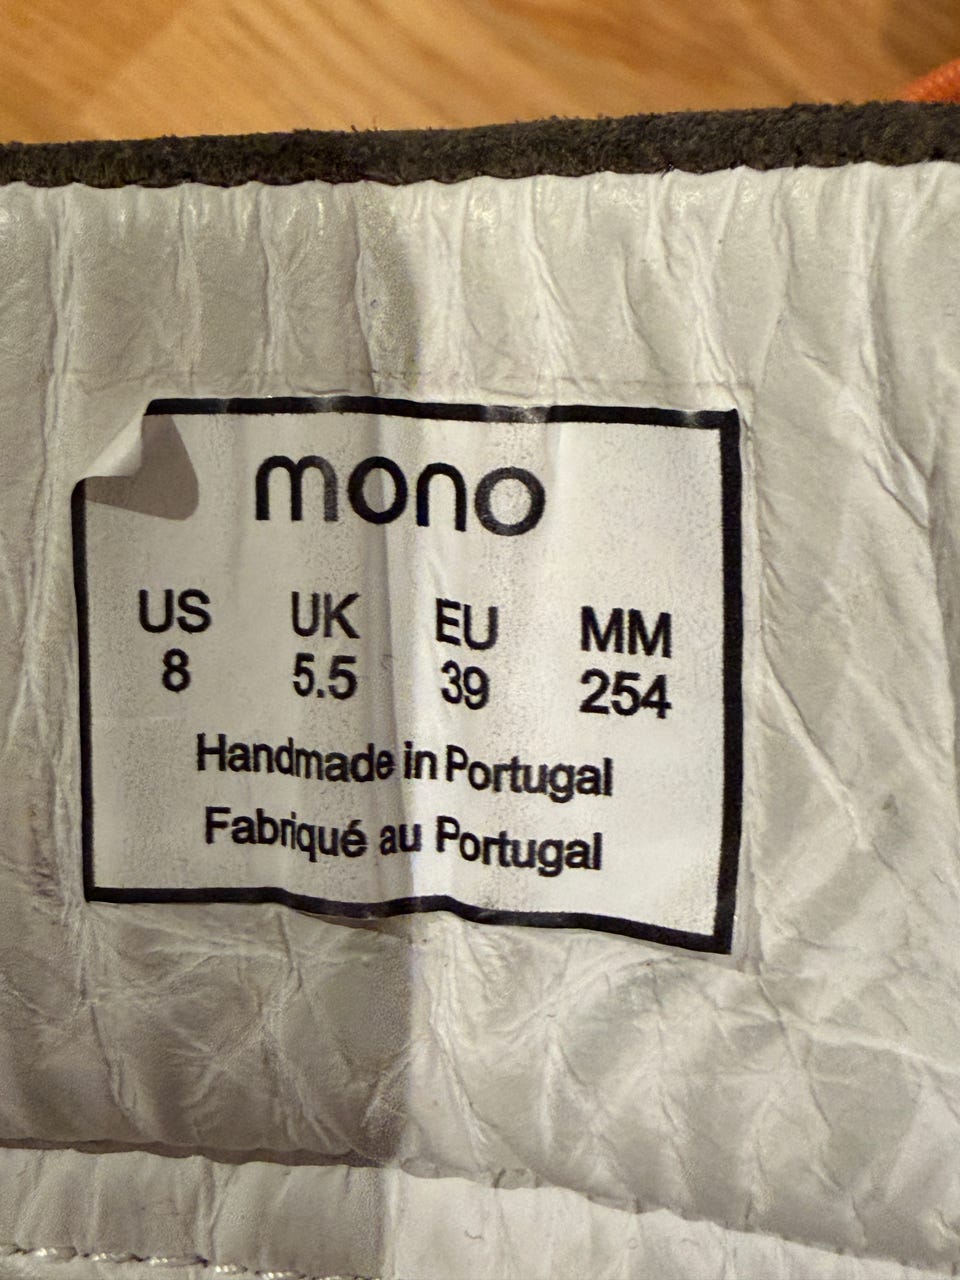 mono
US UK EU MM
8 5.5 39 254
Handmade in Portugal
Fabriqué au Portugal